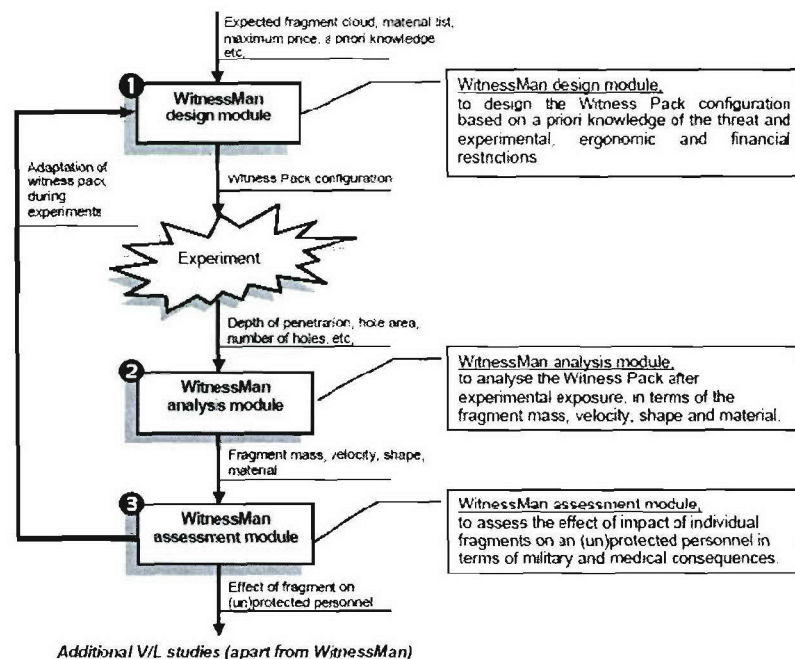 Expected fragment cloud, material list,
maximum price, a priori knowledge
etc,
1
WitnessMan
design module
WitnessMan design module,
to design the Witness Pack configuration
based on a priori knowledge of the threat and
experimental, ergonomic and financial
restrictions
Adaptation of
witness pack
during
experiments
Witness Pack configuration
Experiment
Depth of penetration, hole area,
number of holes, etc,
2
WitnessMan
analysis module
WitnessMan analysis module,
to analyse the Witness Pack after
experimental exposure, in terms of the
fragment mass, velocity, shape and material.
Fragment mass, velocity, shape,
material
3
WitnessMan
assessment module
WitnessMan assessment module,
to assess the effect of impact of individual
fragments on an (un)protected personnel in
terms of military and medical consequences.
Effect of fragment on
(un)protected personnel
Additional V/L studies (apart from WitnessMan)